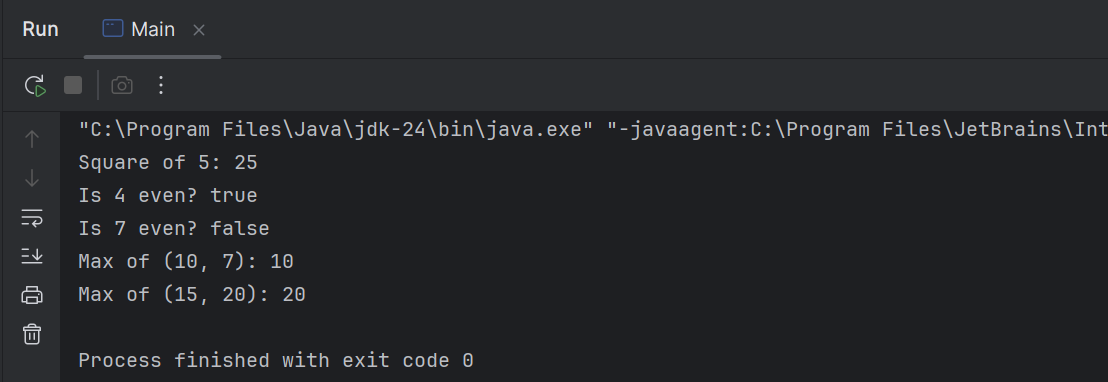 Run Main
"C:\Program Files\Java\jdk-24\bin\java.exe" "-javaagent:C:\Program Files\JetBrains\Int
Square of 5: 25
Is 4 even? true
Is 7 even? false
Max of (10, 7): 10
Max of (15, 20): 20
Process finished with exit code 0